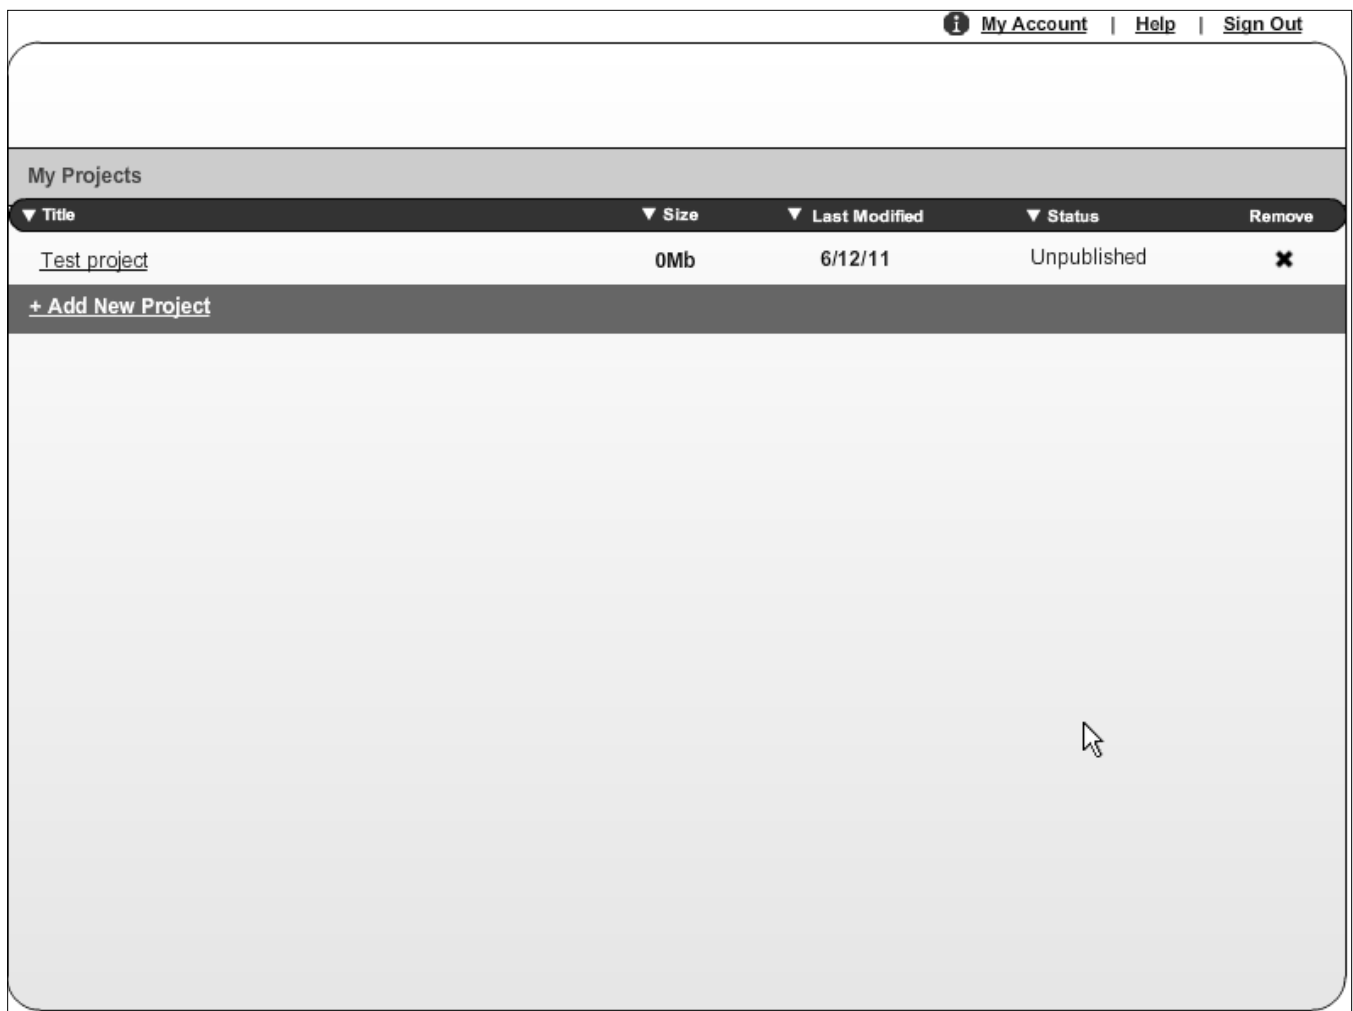 My Account | Help | Sign Out
My Projects
▼ Title ▼ Size ▼ Last Modified ▼ Status Remove
Test project 0Mb 6/12/11 Unpublished ✖
+ Add New Project